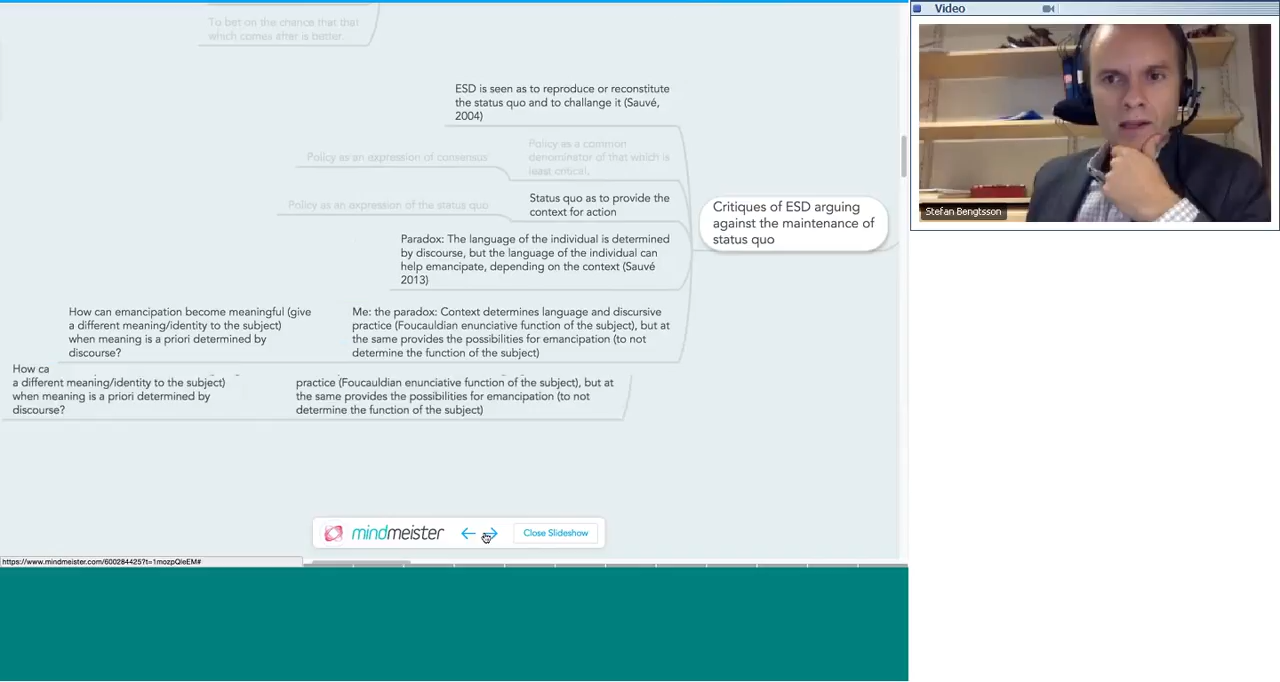 To bet on the chance that that
which comes after is better.
ESD is seen as to reproduce or reconstitute
the status quo and to challange it (Sauvé,
2004)
Policy as an expression of consensus
Policy as a common
denominator of that which is
least critical.
Policy as an expression of the status quo
Status quo as to provide the
context for action
Critiques of ESD arguing
against the maintenance of
status quo
Paradox: The language of the individual is determined
by discourse, but the language of the individual can
help emancipate, depending on the context (Sauvé
2013)
How can emancipation become meaningful (give
a different meaning/identity to the subject)
when meaning is a priori determined by
discourse?
Me: the paradox: Context determines language and discursive
practice (Foucauldian enunciative function of the subject), but at
the same provides the possibilities for emancipation (to not
determine the function of the subject)
How ca
a different meaning/identity to the subject)
when meaning is a priori determined by
discourse?
practice (Foucauldian enunciative function of the subject), but at
the same provides the possibilities for emancipation (to not
determine the function of the subject)
mindmeister
Close Slideshow
https://www.mindmeister.com/600284425?t=1mozpQleEM#
Video
Stefan Bengtsson